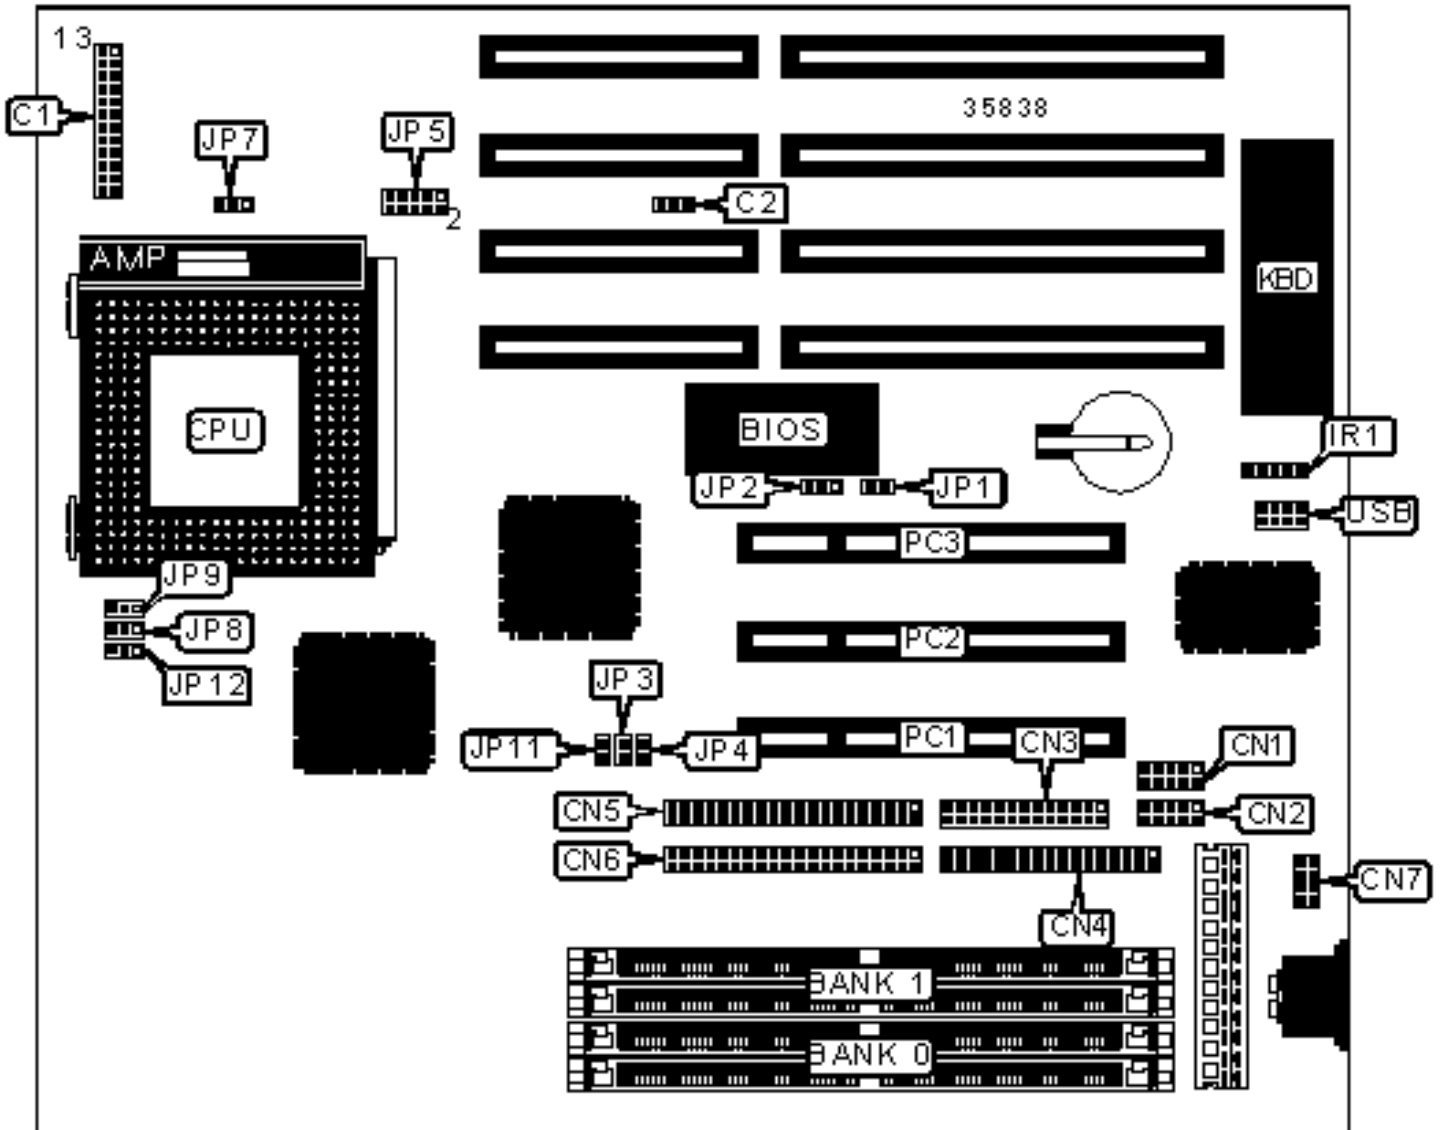 13
C1
35838
JP7
JP5
2
C2
AMP
KBD
CPU
BIOS
IR1
JP2
JP1
USB
PC3
JP9
JP8
PC2
JP12
JP3
JP11
JP4
PC1
CN3
CN1
CN5
CN2
CN6
CN7
CN4
BANK 1
BANK 0